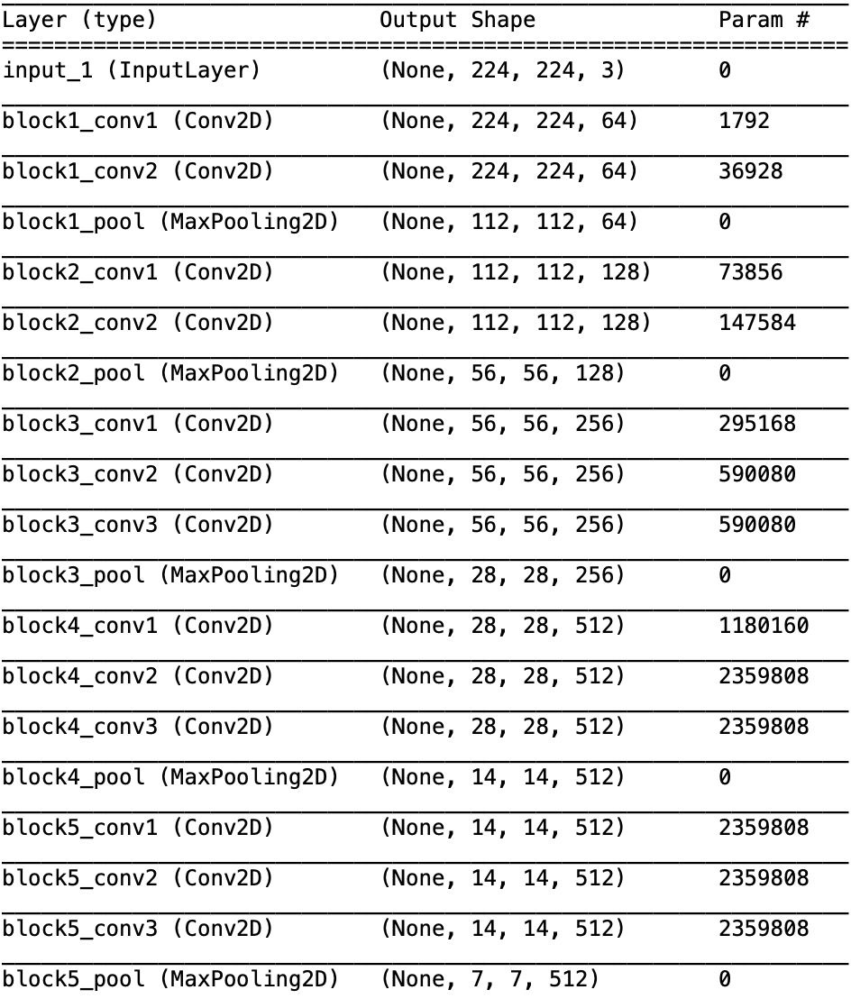 Layer (type) Output Shape Param #
=================================================================
input_1 (InputLayer) (None, 224, 224, 3) 0
block1_conv1 (Conv2D) (None, 224, 224, 64) 1792
block1_conv2 (Conv2D) (None, 224, 224, 64) 36928
block1_pool (MaxPooling2D) (None, 112, 112, 64) 0
block2_conv1 (Conv2D) (None, 112, 112, 128) 73856
block2_conv2 (Conv2D) (None, 112, 112, 128) 147584
block2_pool (MaxPooling2D) (None, 56, 56, 128) 0
block3_conv1 (Conv2D) (None, 56, 56, 256) 295168
block3_conv2 (Conv2D) (None, 56, 56, 256) 590080
block3_conv3 (Conv2D) (None, 56, 56, 256) 590080
block3_pool (MaxPooling2D) (None, 28, 28, 256) 0
block4_conv1 (Conv2D) (None, 28, 28, 512) 1180160
block4_conv2 (Conv2D) (None, 28, 28, 512) 2359808
block4_conv3 (Conv2D) (None, 28, 28, 512) 2359808
block4_pool (MaxPooling2D) (None, 14, 14, 512) 0
block5_conv1 (Conv2D) (None, 14, 14, 512) 2359808
block5_conv2 (Conv2D) (None, 14, 14, 512) 2359808
block5_conv3 (Conv2D) (None, 14, 14, 512) 2359808
block5_pool (MaxPooling2D) (None, 7, 7, 512) 0